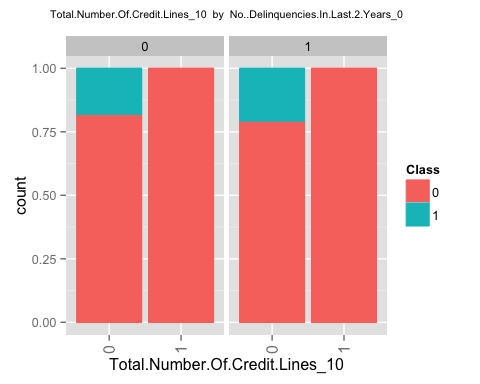 Total.Number.Of.Credit.Lines_10 by No..Delinquencies.In.Last.2.Years_0
0 1
1.00
0.75
0.50
0.25
0.00
count
0 1 0 1
Total.Number.Of.Credit.Lines_10
Class
0
1